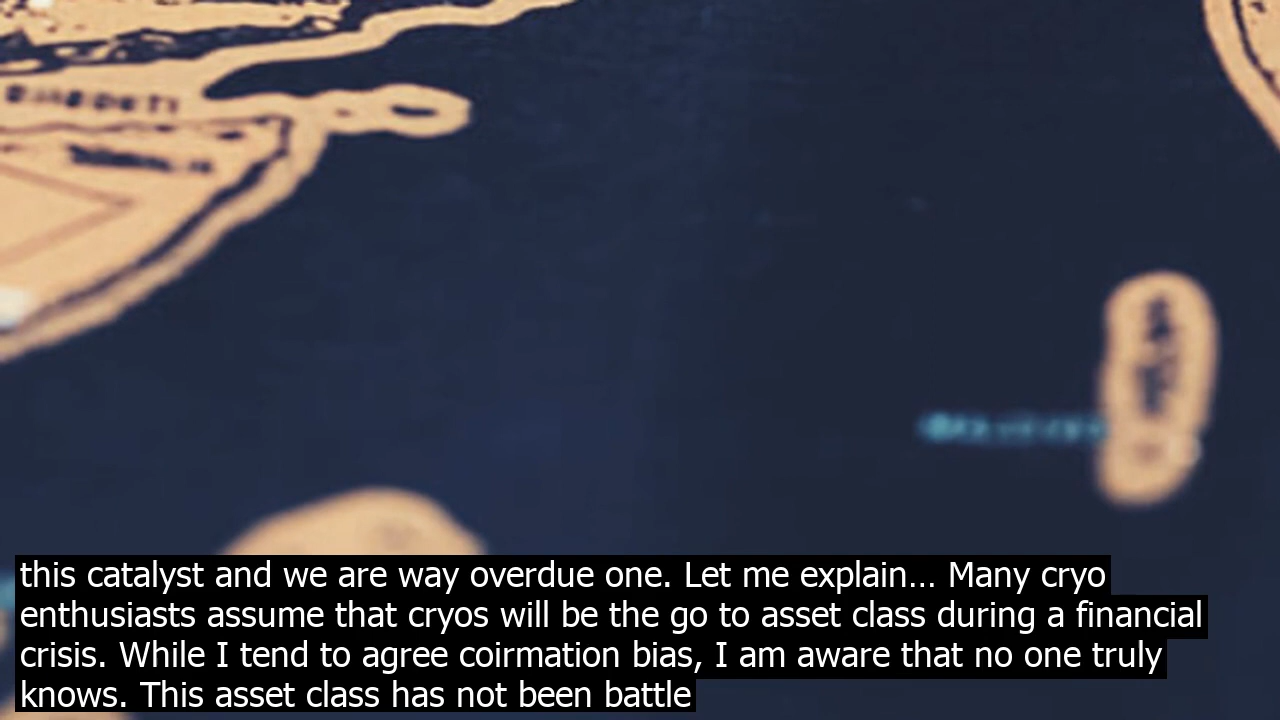 this catalyst and we are way overdue one. Let me explain... Many cryo
enthusiasts assume that cryos will be the go to asset class during a financial
crisis. While I tend to agree coirmation bias, I am aware that no one truly
knows. This asset class has not been battle